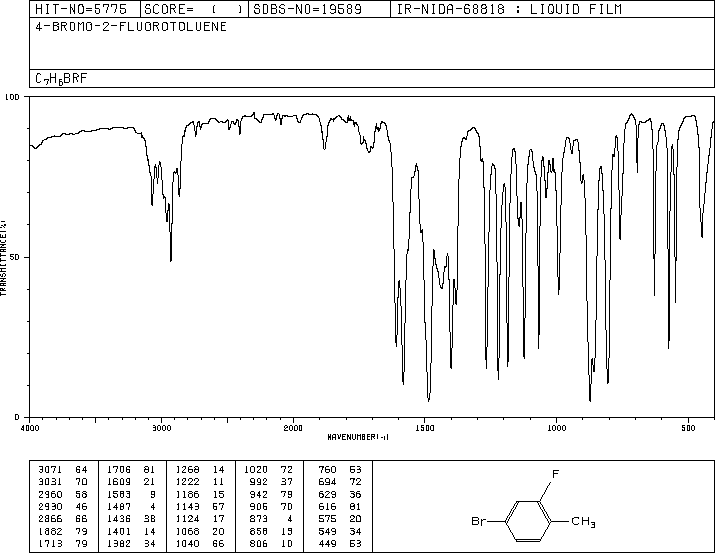 HIT-NO=5775 SCORE= ( ) SDBS-NO=19589 IR-NIDA-68818 : LIQUID FILM
4-BROMO-2-FLUOROTOLUENE
C7H6BRF
100
50
0
TRANSMITTANCE(%)
4000 3000 2000 1500 1000 500
WAVENUMBER(-1)
3071 64 1706 81 1268 14 1020 72 760 53
3031 70 1609 21 1222 11 992 37 694 72
2960 58 1583 9 1186 15 942 79 629 36
2930 46 1487 4 1143 57 906 70 616 81
2866 66 1436 38 1124 17 873 4 575 20
1882 79 1401 14 1068 20 858 13 549 34
1713 79 1382 34 1040 66 806 10 449 53
F
Br
CH3